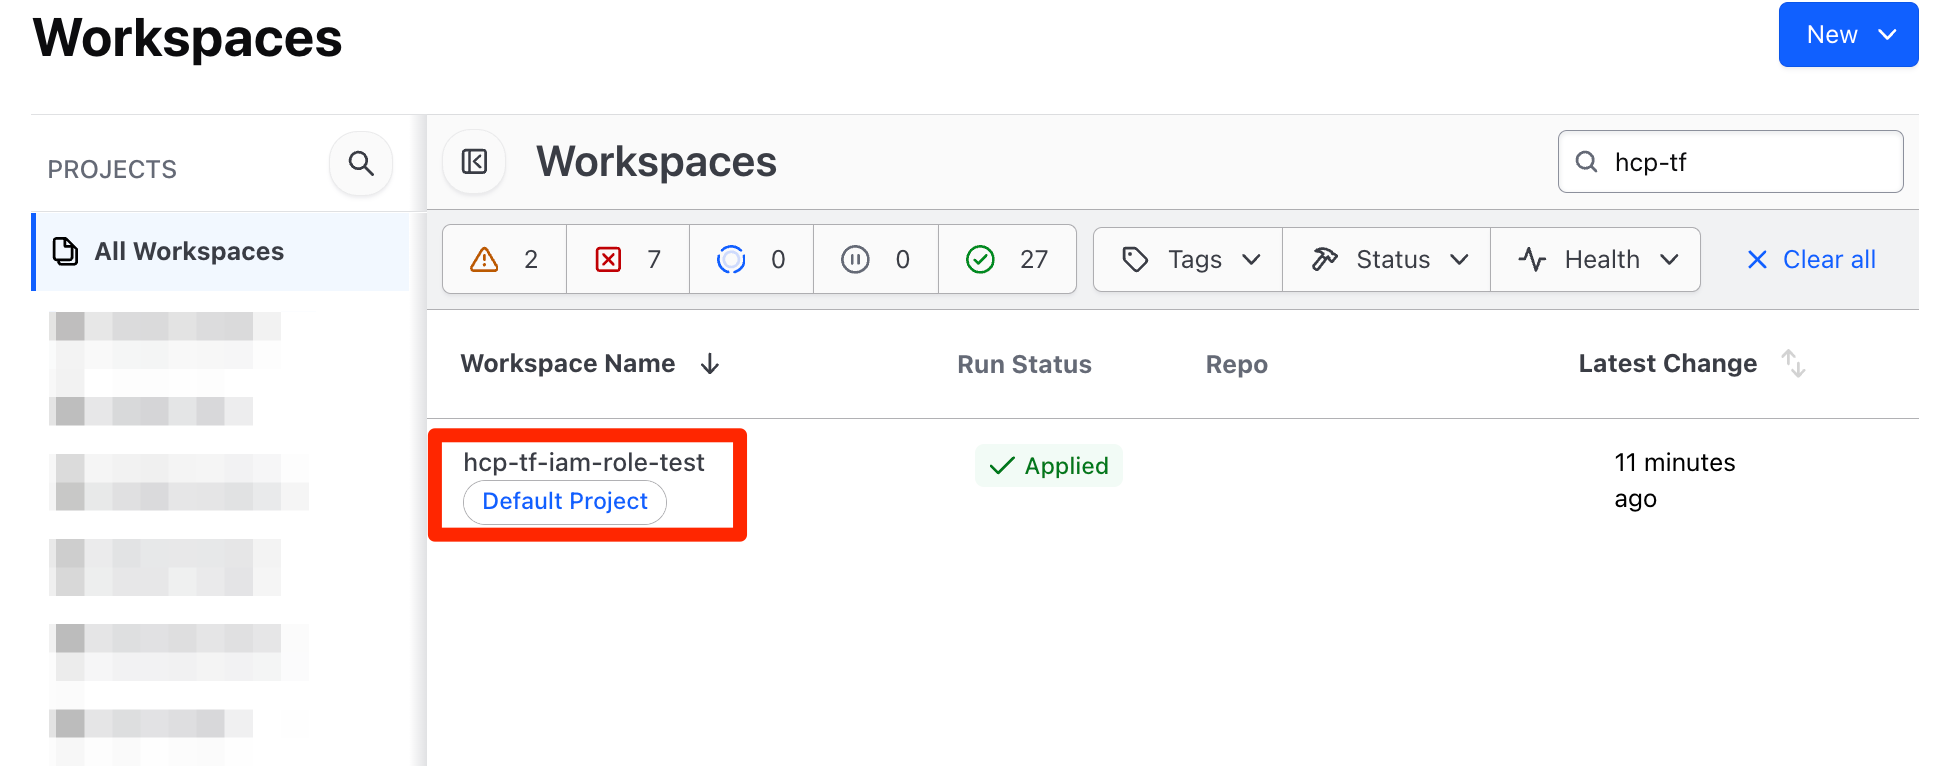 Workspaces
New
PROJECTS
Workspaces
hcp-tf
All Workspaces
2
7
0
0
27
Tags
Status
Health
Clear all
Workspace Name
Run Status
Repo
Latest Change
hcp-tf-iam-role-test
Default Project
Applied
11 minutes
ago